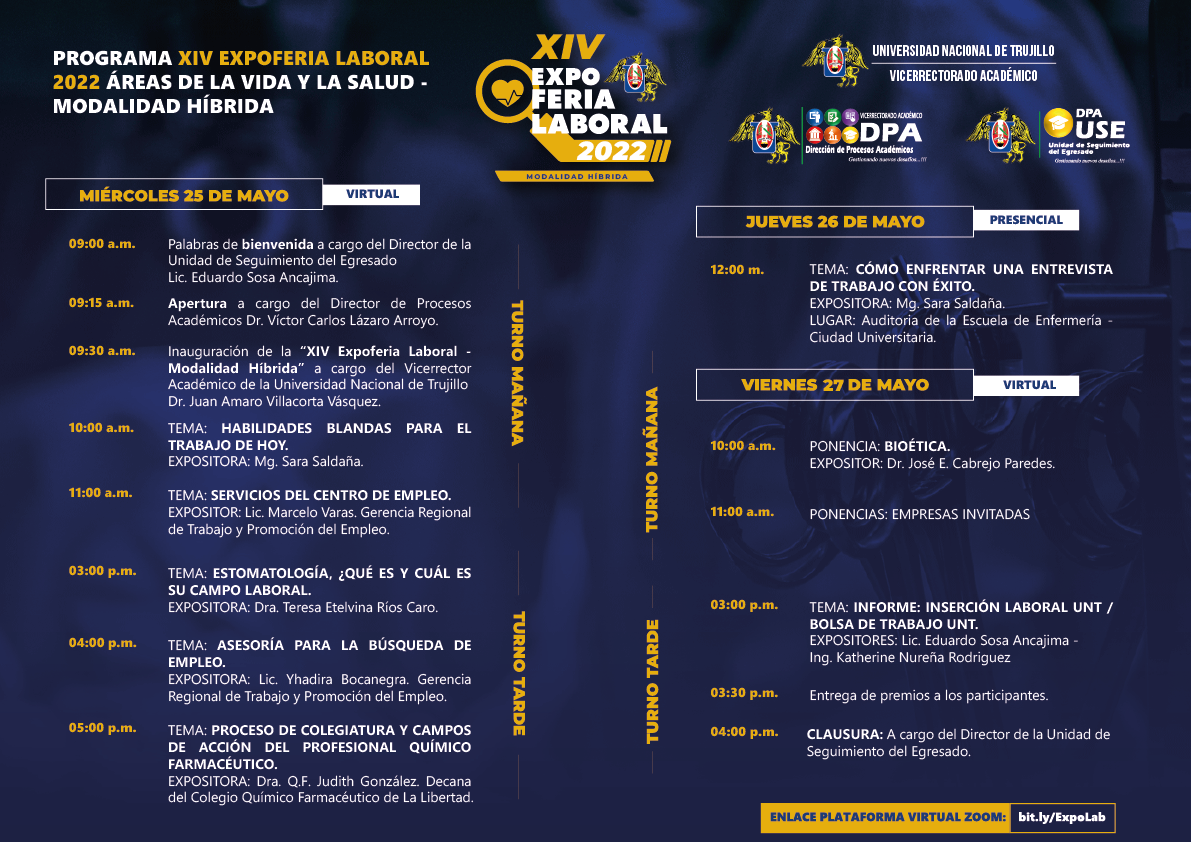 PROGRAMA XIV EXPOFERIA LABORAL
2022 ÁREAS DE LA VIDA Y LA SALUD -
MODALIDAD HÍBRIDA
XIV
EXPO
FERIA
LABORAL
2022
MODALIDAD HÍBRIDA
UNIVERSIDAD NACIONAL DE TRUJILLO
VICERRECTORADO ACADÉMICO
VICERRECTORADO ACADÉMICO
DPA
Dirección de Procesos Académicos
Gestionando nuevos desafíos...!!!
DPA
USE
Unidad de Seguimiento
del Egresado
Gestionando nuevos desafíos...!!!
MIÉRCOLES 25 DE MAYO
VIRTUAL
09:00 a.m.
Palabras de bienvenida a cargo del Director de la
Unidad de Seguimiento del Egresado
Lic. Eduardo Sosa Ancajima.
09:15 a.m.
Apertura a cargo del Director de Procesos
Académicos Dr. Víctor Carlos Lázaro Arroyo.
09:30 a.m.
Inauguración de la “XIV Expoferia Laboral -
Modalidad Híbrida” a cargo del Vicerrector
Académico de la Universidad Nacional de Trujillo
Dr. Juan Amaro Villacorta Vásquez.
10:00 a.m.
TEMA: HABILIDADES BLANDAS PARA EL
TRABAJO DE HOY.
EXPOSITORA: Mg. Sara Saldaña.
11:00 a.m.
TEMA: SERVICIOS DEL CENTRO DE EMPLEO.
EXPOSITOR: Lic. Marcelo Varas. Gerencia Regional
de Trabajo y Promoción del Empleo.
TURNO MAÑANA
03:00 p.m.
TEMA: ESTOMATOLOGÍA, ¿QUÉ ES Y CUÁL ES
SU CAMPO LABORAL.
EXPOSITORA: Dra. Teresa Etelvina Ríos Caro.
04:00 p.m.
TEMA: ASESORÍA PARA LA BÚSQUEDA DE
EMPLEO.
EXPOSITORA: Lic. Yhadira Bocanegra. Gerencia
Regional de Trabajo y Promoción del Empleo.
05:00 p.m.
TEMA: PROCESO DE COLEGIATURA Y CAMPOS
DE ACCIÓN DEL PROFESIONAL QUÍMICO
FARMACÉUTICO.
EXPOSITORA: Dra. Q.F. Judith González. Decana
del Colegio Químico Farmacéutico de La Libertad.
TURNO TARDE
JUEVES 26 DE MAYO
PRESENCIAL
12:00 m.
TEMA: CÓMO ENFRENTAR UNA ENTREVISTA
DE TRABAJO CON ÉXITO.
EXPOSITORA: Mg. Sara Saldaña.
LUGAR: Auditoria de la Escuela de Enfermería -
Ciudad Universitaria.
VIERNES 27 DE MAYO
VIRTUAL
TURNO MAÑANA
10:00 a.m.
PONENCIA: BIOÉTICA.
EXPOSITOR: Dr. José E. Cabrejo Paredes.
11:00 a.m.
PONENCIAS: EMPRESAS INVITADAS
TURNO TARDE
03:00 p.m.
TEMA: INFORME: INSERCIÓN LABORAL UNT /
BOLSA DE TRABAJO UNT.
EXPOSITORES: Lic. Eduardo Sosa Ancajima -
Ing. Katherine Nureña Rodriguez
03:30 p.m.
Entrega de premios a los participantes.
04:00 p.m.
CLAUSURA: A cargo del Director de la Unidad de
Seguimiento del Egresado.
ENLACE PLATAFORMA VIRTUAL ZOOM: bit.ly/ExpoLab